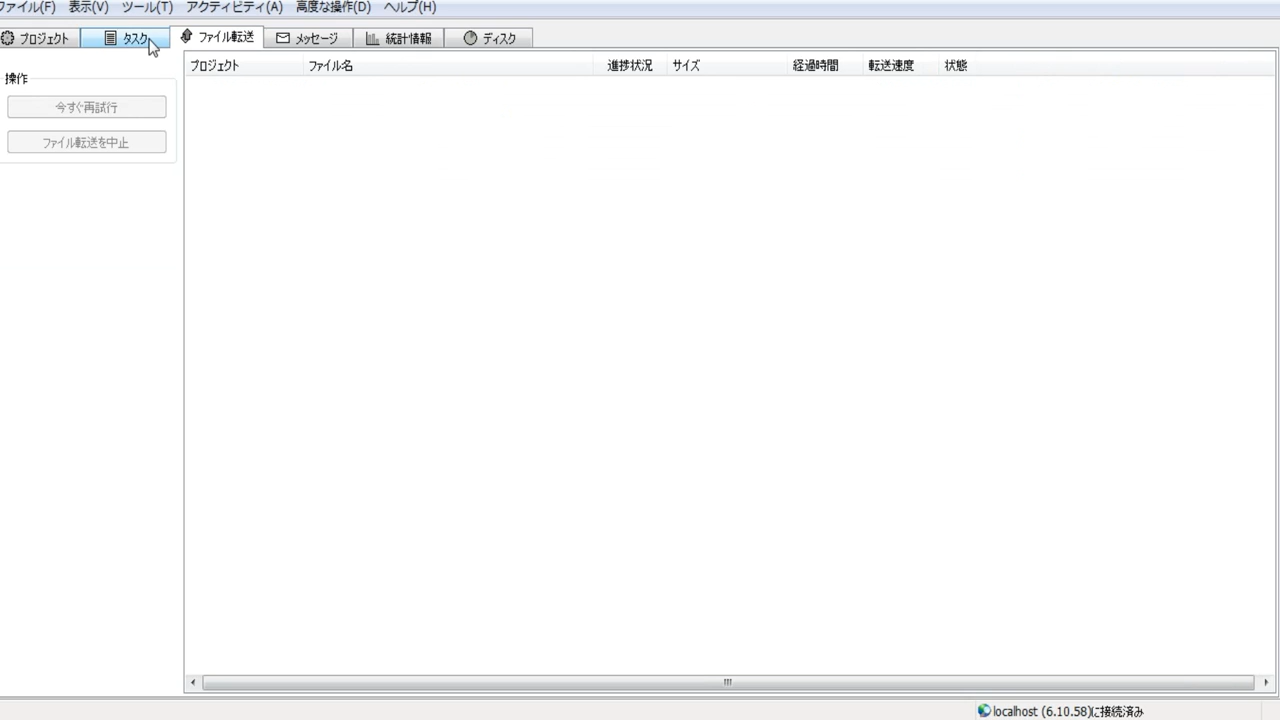 ファイル(F) 表示(V) ツール(T) アクティビティ(A) 高度な操作(D) ヘルプ(H)
プロジェクト タスク ファイル転送 メッセージ 統計情報 ディスク
プロジェクト ファイル名 進捗状況 サイズ 経過時間 転送速度 状態
操作
今すぐ再試行
ファイル転送を中止
localhost (6.10.58)に接続済み